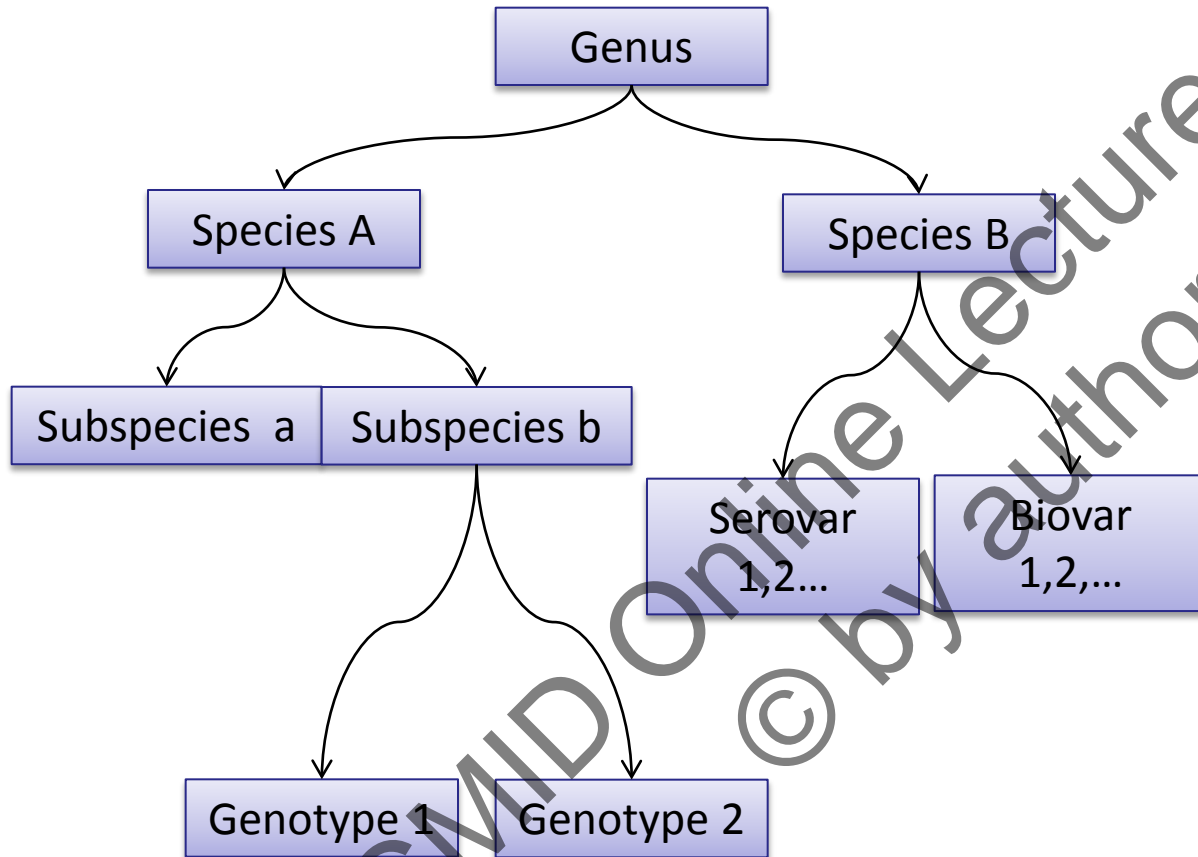 Genus
Species A
Species B
Subspecies a
Subspecies b
Serovar
1,2...
Biovar
1,2,...
Genotype 1
Genotype 2
SMID Online Lecture
© by author